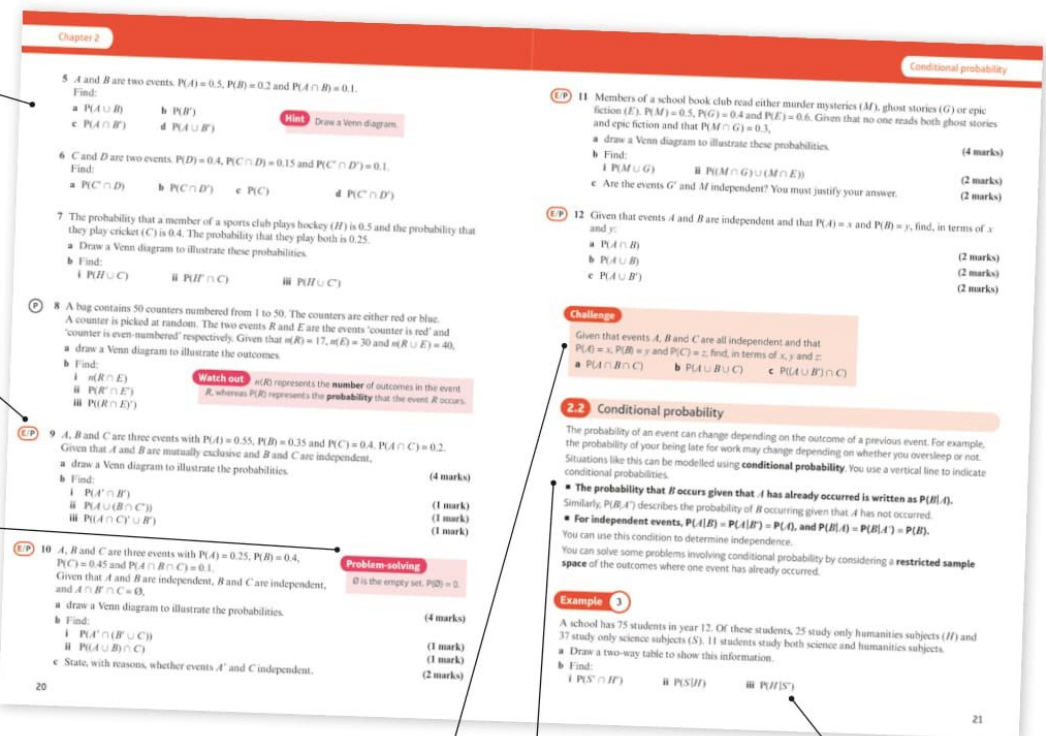 Chapter 2
5 A and B are two events. P(A) = 0.5, P(B) = 0.2 and P(A ∩ B) = 0.1.
Find:
a P(A ∪ B) b P(B′)
c P(A ∩ B′) d P(A ∪ B′)
Hint Draw a Venn diagram.
6 C and D are two events. P(D) = 0.4, P(C ∩ D) = 0.15 and P(C′ ∩ D′) = 0.1.
Find:
a P(C′ ∩ D) b P(C ∩ D′) c P(C) d P(C′ ∩ D′)
7 The probability that a member of a sports club plays hockey (H) is 0.5 and the probability that
they play cricket (C) is 0.4. The probability that they play both is 0.25.
a Draw a Venn diagram to illustrate these probabilities.
b Find:
i P(H ∪ C) ii P(H′ ∩ C) iii P(H ∪ C′)
P 8 A bag contains 50 counters numbered from 1 to 50. The counters are either red or blue.
A counter is picked at random. The two events R and E are the events ‘counter is red’ and
‘counter is even-numbered’ respectively. Given that n(R) = 17, n(E) = 30 and n(R ∪ E) = 40,
a draw a Venn diagram to illustrate the outcomes.
b Find:
i n(R ∩ E)
ii P(R′ ∩ E′)
iii P((R ∩ E)′)
Watch out n(R) represents the number of outcomes in the event
R, whereas P(R) represents the probability that the event R occurs.
E/P 9 A, B and C are three events with P(A) = 0.55, P(B) = 0.35 and P(C) = 0.4. P(A ∩ C) = 0.2.
Given that A and B are mutually exclusive and B and C are independent,
a draw a Venn diagram to illustrate the probabilities. (4 marks)
b Find:
i P(A′ ∩ B′) (1 mark)
ii P(A ∪ (B ∩ C′)) (1 mark)
iii P((A ∩ C)′ ∪ B′) (1 mark)
E/P 10 A, B and C are three events with P(A) = 0.25, P(B) = 0.4,
P(C) = 0.45 and P(A ∩ B ∩ C) = 0.1.
Given that A and B are independent, B and C are independent,
and A ∩ B′ ∩ C = Ø,
Problem-solving
Ø is the empty set. P(Ø) = 0.
a draw a Venn diagram to illustrate the probabilities. (4 marks)
b Find:
i P(A′ ∩ (B′ ∪ C)) (1 mark)
ii P((A ∪ B) ∩ C) (1 mark)
c State, with reasons, whether events A′ and C independent. (2 marks)
20
Conditional probability
E/P 11 Members of a school book club read either murder mysteries (M), ghost stories (G) or epic
fiction (E). P(M) = 0.5, P(G) = 0.4 and P(E) = 0.6. Given that no one reads both ghost stories
and epic fiction and that P(M ∩ G) = 0.3,
a draw a Venn diagram to illustrate these probabilities. (4 marks)
b Find:
i P(M ∪ G) ii P((M ∩ G) ∪ (M ∩ E)) (2 marks)
c Are the events G′ and M independent? You must justify your answer. (2 marks)
E/P 12 Given that events A and B are independent and that P(A) = x and P(B) = y, find, in terms of x
and y:
a P(A ∩ B) (2 marks)
b P(A ∪ B) (2 marks)
c P(A ∪ B′) (2 marks)
Challenge
Given that events A, B and C are all independent and that
P(A) = x, P(B) = y and P(C) = z, find, in terms of x, y and z:
a P(A ∩ B ∩ C) b P(A ∪ B ∪ C) c P((A ∪ B′) ∩ C)
2.2 Conditional probability
The probability of an event can change depending on the outcome of a previous event. For example,
the probability of your being late for work may change depending on whether you oversleep or not.
Situations like this can be modelled using conditional probability. You use a vertical line to indicate
conditional probabilities.
▪ The probability that B occurs given that A has already occurred is written as P(B|A).
Similarly, P(B|A′) describes the probability of B occurring given that A has not occurred.
▪ For independent events, P(A|B) = P(A|B′) = P(A), and P(B|A) = P(B|A′) = P(B).
You can use this condition to determine independence.
You can solve some problems involving conditional probability by considering a restricted sample
space of the outcomes where one event has already occurred.
Example 3
A school has 75 students in year 12. Of these students, 25 study only humanities subjects (H) and
37 study only science subjects (S). 11 students study both science and humanities subjects.
a Draw a two-way table to show this information.
b Find:
i P(S′ ∩ H′) ii P(S|H) iii P(H|S′)
21